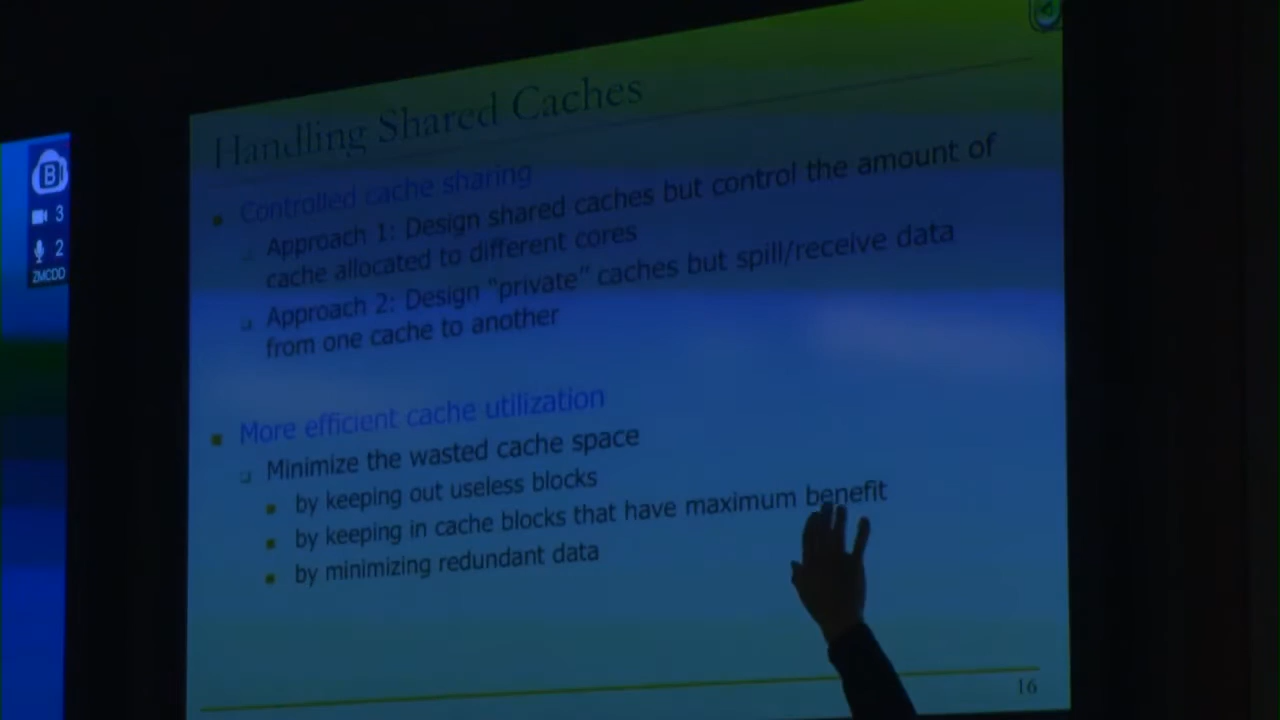 Handling Shared Caches
Controlled cache sharing
Approach 1: Design shared caches but control the amount of
cache allocated to different cores
Approach 2: Design "private" caches but spill/receive data
from one cache to another
More efficient cache utilization
Minimize the wasted cache space
by keeping out useless blocks
by keeping in cache blocks that have maximum benefit
by minimizing redundant data
16
B
3
2
ZMCDD